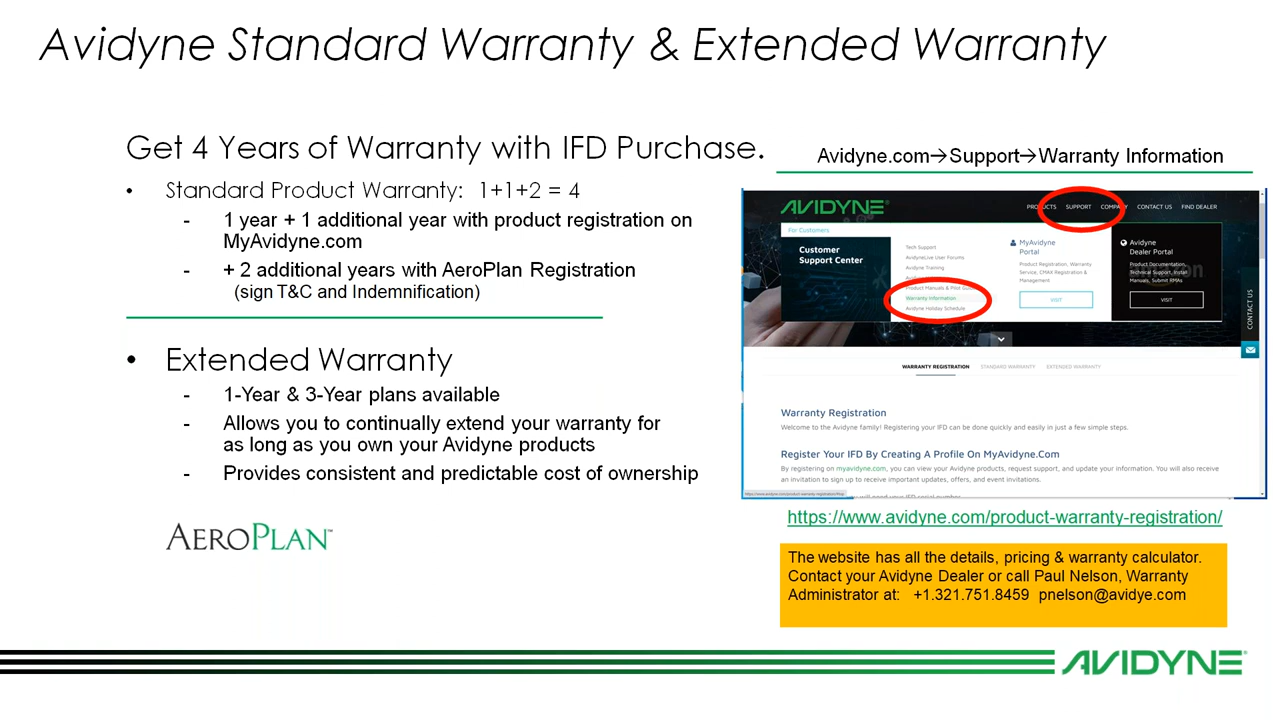 Avidyne Standard Warranty & Extended Warranty
Get 4 Years of Warranty with IFD Purchase.
• Standard Product Warranty: 1+1+2 = 4
- 1 year + 1 additional year with product registration on
MyAvidyne.com
- + 2 additional years with AeroPlan Registration
(sign T&C and Indemnification)
• Extended Warranty
- 1-Year & 3-Year plans available
- Allows you to continually extend your warranty for
as long as you own your Avidyne products
- Provides consistent and predictable cost of ownership
AEROPLAN™
Avidyne.com→Support→Warranty Information
AVIDYNE®
PRODUCTS SUPPORT COMPANY CONTACT US FIND DEALER
For Customers
Customer
Support Center
Tech Support
AvidyneLive User Forums
Avidyne Training
Product Manuals & Pilot
Warranty Information
Avidyne Holiday Schedule
MyAvidyne
Portal
Product Registration, Warranty
Service, CMAX Registration &
Management
VISIT
Avidyne
Dealer Portal
Product Documentation,
Technical Support, Install
Manuals, Submit RMAs
VISIT
CONTACT US
WARRANTY REGISTRATION STANDARD WARRANTY EXTENDED WARRANTY
Warranty Registration
Welcome to the Avidyne family! Registering your IFD can be done quickly and easily in just a few simple steps.
Register Your IFD By Creating A Profile On MyAvidyne.Com
By registering on myavidyne.com, you can view your Avidyne products, request support, and update your information. You will also receive
an invitation to sign up to receive important updates, offers, and event invitations.
you will need your IFD serial number
https://www.avidyne.com/product-warranty-registration/
The website has all the details, pricing & warranty calculator.
Contact your Avidyne Dealer or call Paul Nelson, Warranty
Administrator at: +1.321.751.8459 pnelson@avidye.com
AVIDYNE®